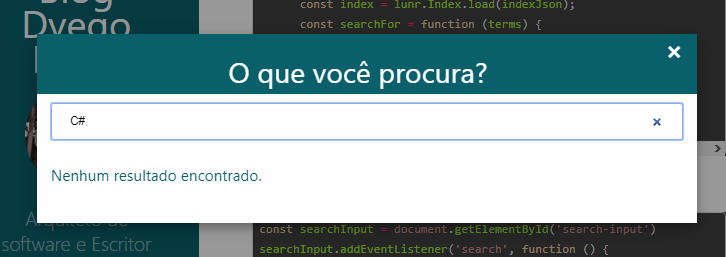 Blog
Dyego
const index = lunr.Index.load(indexJson);
const searchFor = function (terms) {
×
O que você procura?
C#
×
Nenhum resultado encontrado.
Arquiteto de
software e Escritor
const searchInput = document.getElementById('search-input')
searchInput.addEventListener('search', function () {